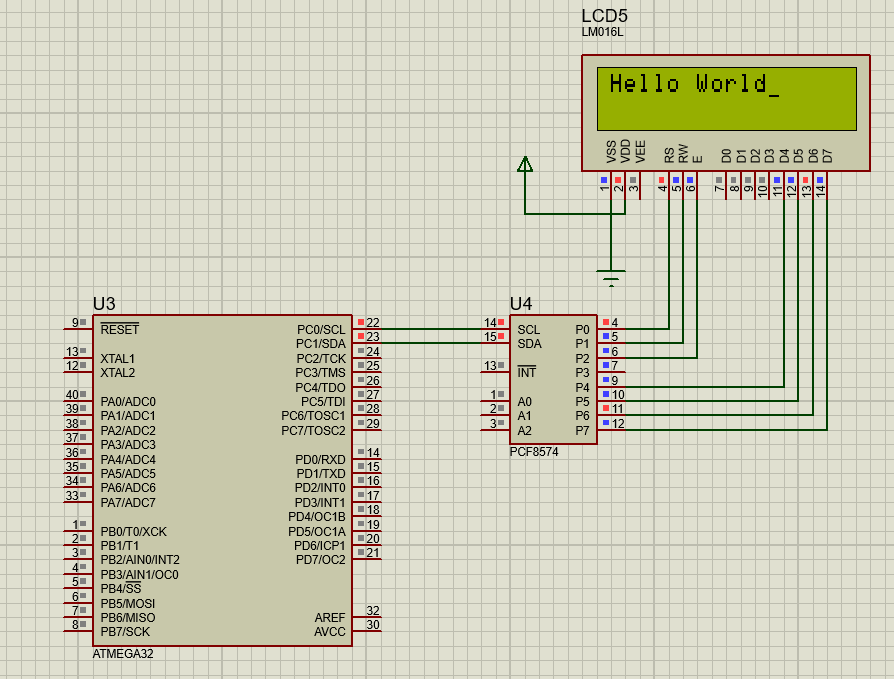 LCD5
LM016L
Hello World_
VSS VDD VEE RS RW E D0 D1 D2 D3 D4 D5 D6 D7
1 2 3 4 5 6 7 8 9 10 11 12 13 14
U3
9 RESET PC0/SCL 22
PC1/SDA 23
13 XTAL1 PC2/TCK 24
12 XTAL2 PC3/TMS 25
PC4/TDO 26
40 PA0/ADC0 PC5/TDI 27
39 PA1/ADC1 PC6/TOSC1 28
38 PA2/ADC2 PC7/TOSC2 29
37 PA3/ADC3
36 PA4/ADC4 PD0/RXD 14
35 PA5/ADC5 PD1/TXD 15
34 PA6/ADC6 PD2/INT0 16
33 PA7/ADC7 PD3/INT1 17
PD4/OC1B 18
1 PB0/T0/XCK PD5/OC1A 19
2 PB1/T1 PD6/ICP1 20
3 PB2/AIN0/INT2 PD7/OC2 21
4 PB3/AIN1/OC0
5 PB4/SS
6 PB5/MOSI
7 PB6/MISO AREF 32
8 PB7/SCK AVCC 30
ATMEGA32
U4
14 SCL P0 4
15 SDA P1 5
P2 6
13 INT P3 7
P4 9
1 A0 P5 10
2 A1 P6 11
3 A2 P7 12
PCF8574